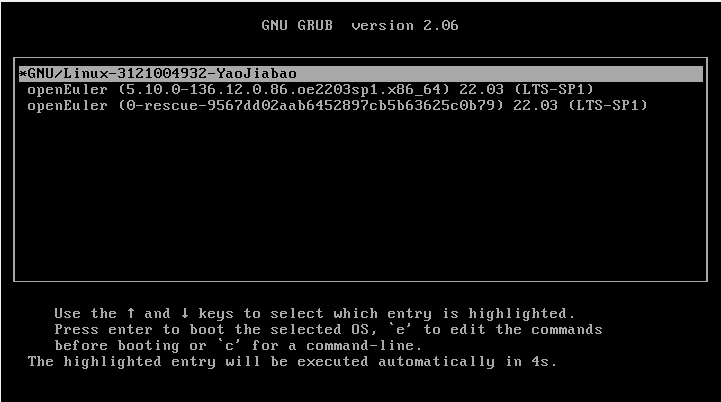 GNU GRUB  version 2.06
*GNU/Linux-3121004932-YaoJiabao
openEuler (5.10.0-136.12.0.86.oe2203sp1.x86_64) 22.03 (LTS-SP1)
openEuler (0-rescue-9567dd02aab6452897cb5b63625c0b79) 22.03 (LTS-SP1)
Use the ↑ and ↓ keys to select which entry is highlighted.
Press enter to boot the selected OS, `e' to edit the commands
before booting or `c' for a command-line.
The highlighted entry will be executed automatically in 4s.